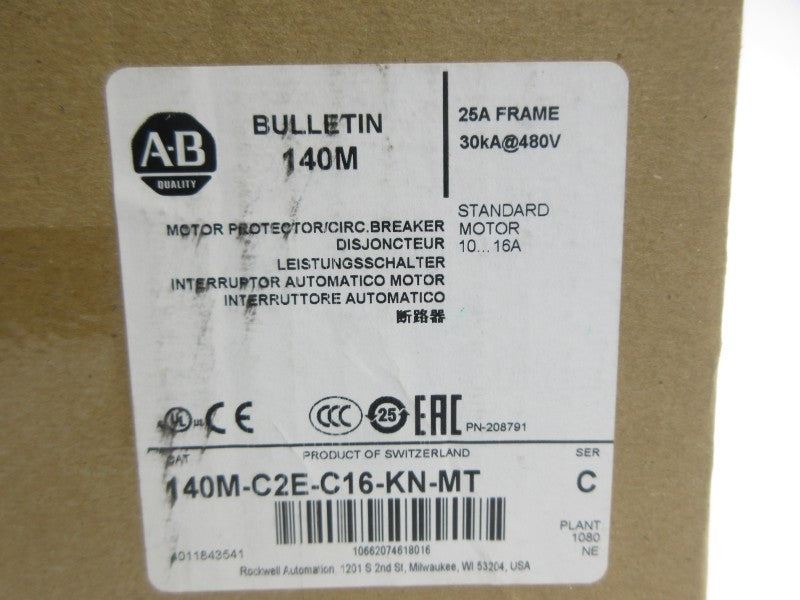 A-B
QUALITY
BULLETIN
140M
25A FRAME
30kA@480V
MOTOR PROTECTOR/CIRC.BREAKER
DISJONCTEUR
LEISTUNGSSCHALTER
INTERRUPTOR AUTOMATICO MOTOR
INTERRUTTORE AUTOMATICO
断路器
STANDARD
MOTOR
10...16A
UL CE CCC 25 EAC PN-208791
CAT PRODUCT OF SWITZERLAND SER
140M-C2E-C16-KN-MT C
10662074618016
4011843541
PLANT
1080
NE
Rockwell Automation 1201 S 2nd St, Milwaukee, WI 53204, USA